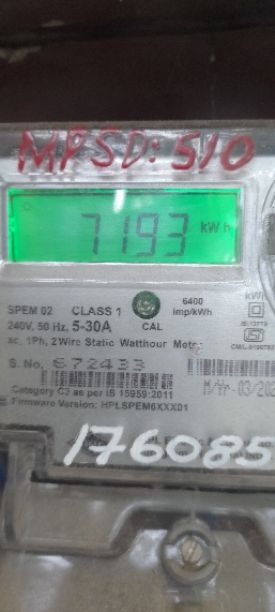 MPSD: 510
7193 kWh
SPEM 02 CLASS 1 6400
240V, 50 Hz, 5-30A CAL imp/kWh
ac, 1Ph, 2 Wire Static Watthour Meter
S. No. 672433
Category C3 as per IS 15959:2011
Firmware Version: HPLSPEM6XXX01
176085